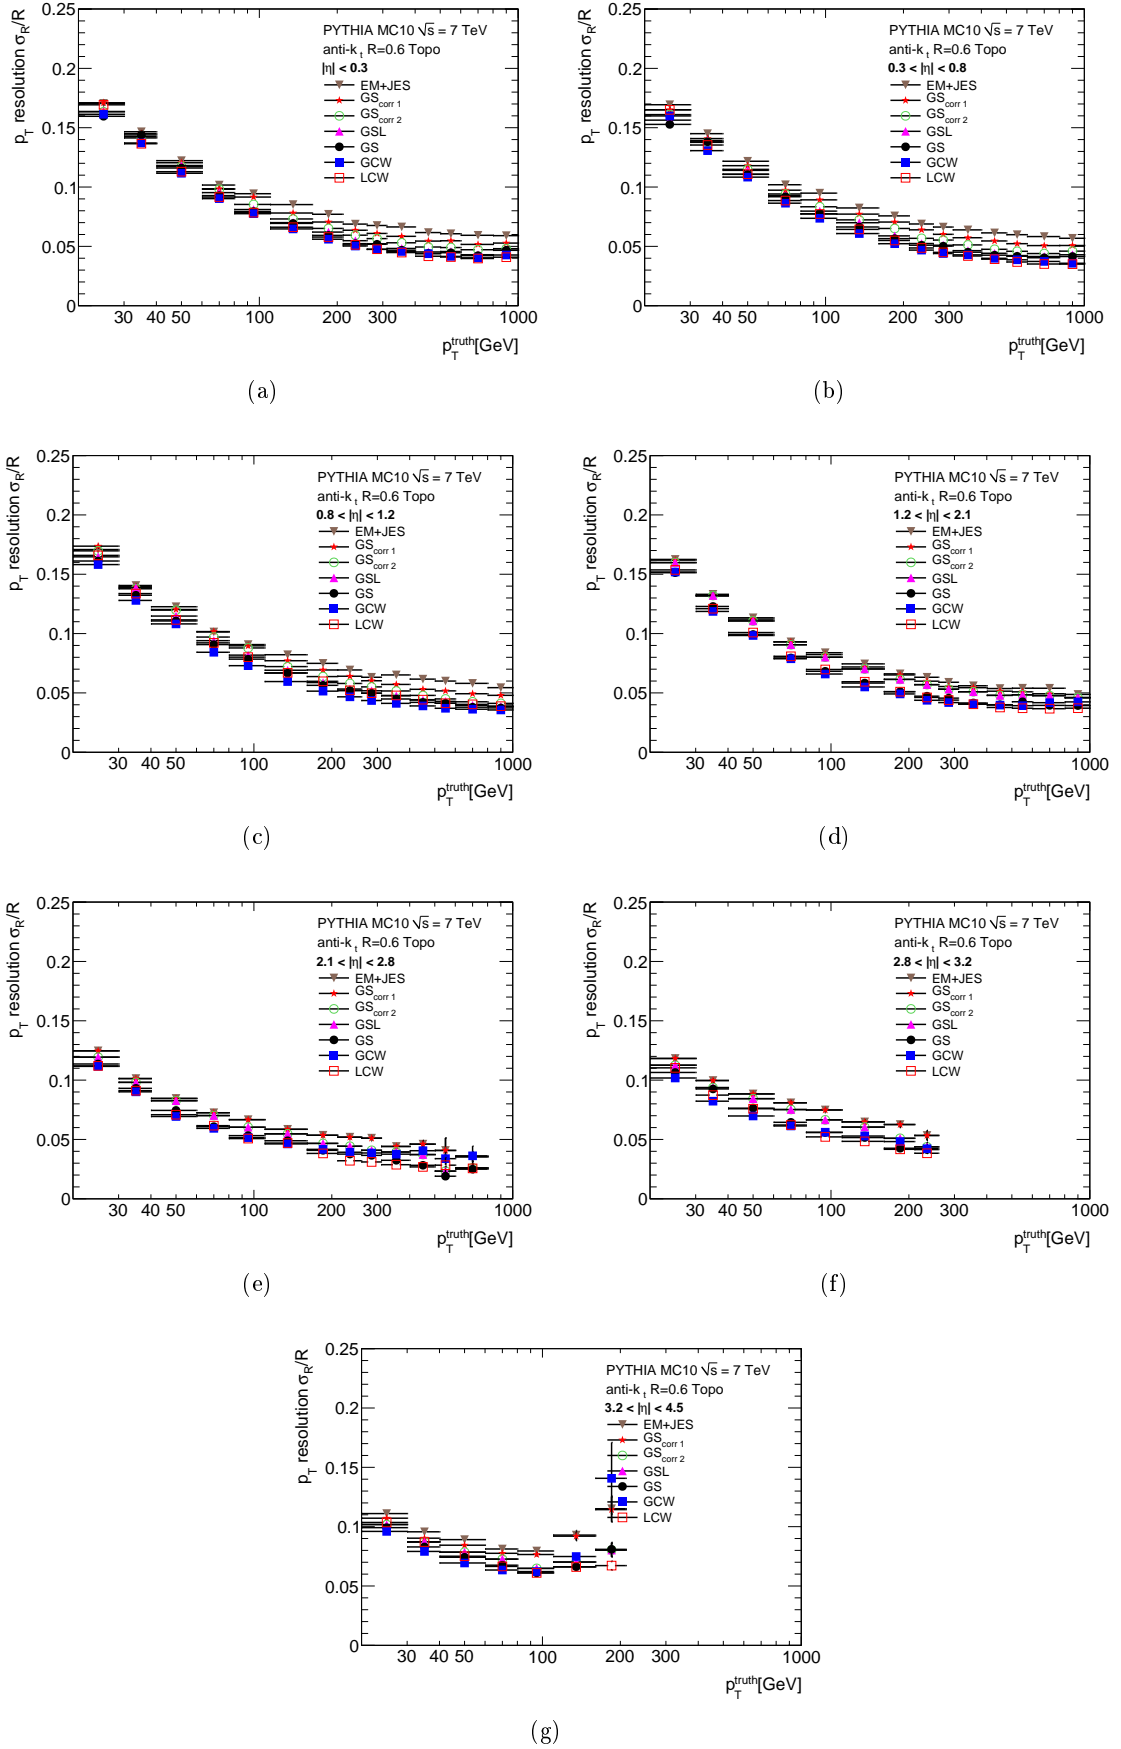 p_T resolution σ_R/R
0.25
0.2
0.15
0.1
0.05
0
PYTHIA MC10 √s = 7 TeV
anti-k_t R=0.6 Topo
|η| < 0.3
EM+JES
GS_corr 1
GS_corr 2
GSL
GS
GCW
LCW
30 40 50 100 200 300 1000
p_T^truth[GeV]
(a)
p_T resolution σ_R/R
0.25
0.2
0.15
0.1
0.05
0
PYTHIA MC10 √s = 7 TeV
anti-k_t R=0.6 Topo
0.3 < |η| < 0.8
EM+JES
GS_corr 1
GS_corr 2
GSL
GS
GCW
LCW
30 40 50 100 200 300 1000
p_T^truth[GeV]
(b)
p_T resolution σ_R/R
0.25
0.2
0.15
0.1
0.05
0
PYTHIA MC10 √s = 7 TeV
anti-k_t R=0.6 Topo
0.8 < |η| < 1.2
EM+JES
GS_corr 1
GS_corr 2
GSL
GS
GCW
LCW
30 40 50 100 200 300 1000
p_T^truth[GeV]
(c)
p_T resolution σ_R/R
0.25
0.2
0.15
0.1
0.05
0
PYTHIA MC10 √s = 7 TeV
anti-k_t R=0.6 Topo
1.2 < |η| < 2.1
EM+JES
GS_corr 1
GS_corr 2
GSL
GS
GCW
LCW
30 40 50 100 200 300 1000
p_T^truth[GeV]
(d)
p_T resolution σ_R/R
0.25
0.2
0.15
0.1
0.05
0
PYTHIA MC10 √s = 7 TeV
anti-k_t R=0.6 Topo
2.1 < |η| < 2.8
EM+JES
GS_corr 1
GS_corr 2
GSL
GS
GCW
LCW
30 40 50 100 200 300 1000
p_T^truth[GeV]
(e)
p_T resolution σ_R/R
0.25
0.2
0.15
0.1
0.05
0
PYTHIA MC10 √s = 7 TeV
anti-k_t R=0.6 Topo
2.8 < |η| < 3.2
EM+JES
GS_corr 1
GS_corr 2
GSL
GS
GCW
LCW
30 40 50 100 200 300 1000
p_T^truth[GeV]
(f)
p_T resolution σ_R/R
0.25
0.2
0.15
0.1
0.05
0
PYTHIA MC10 √s = 7 TeV
anti-k_t R=0.6 Topo
3.2 < |η| < 4.5
EM+JES
GS_corr 1
GS_corr 2
GSL
GS
GCW
LCW
30 40 50 100 200 300 1000
p_T^truth[GeV]
(g)